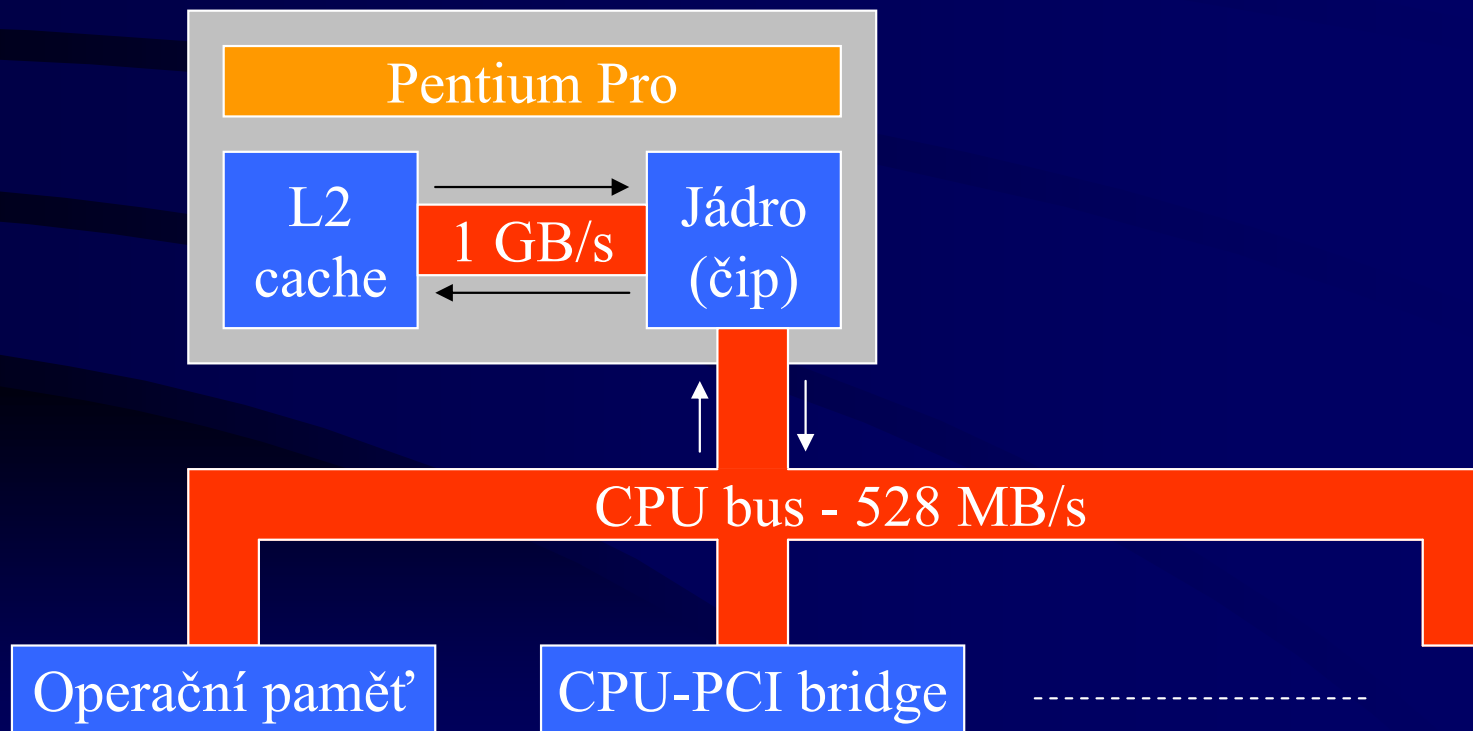 Pentium Pro
L2
cache
1 GB/s
Jádro
(čip)
CPU bus - 528 MB/s
Operační paměť
CPU-PCI bridge